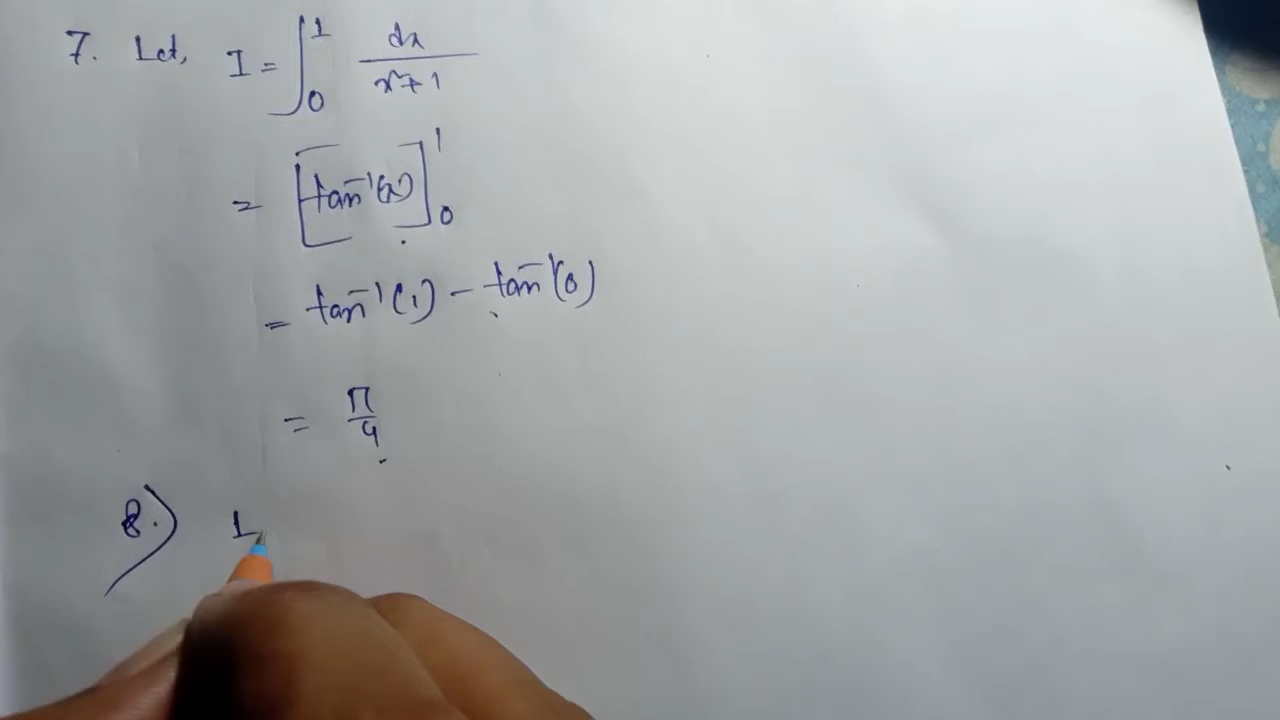 7. Let, I = ∫₀¹ dx/(x²+1)
= [tan⁻¹(x)]₀¹
= tan⁻¹(1) - tan⁻¹(0)
= π/4
8.) L